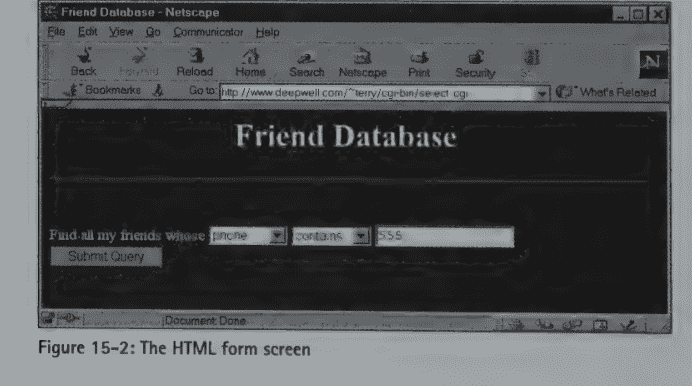 Friend Database - Netscape
File Edit View Go Communicator Help
Back Forward Reload Home Search Netscape Print Security
Bookmarks Go to: http://www.deepwell.com/~terry/cgi-bin/select.cgi What's Related
N
Friend Database
Find all my friends whose phone contains 555
Submit Query
Document: Done
Figure 15-2: The HTML form screen